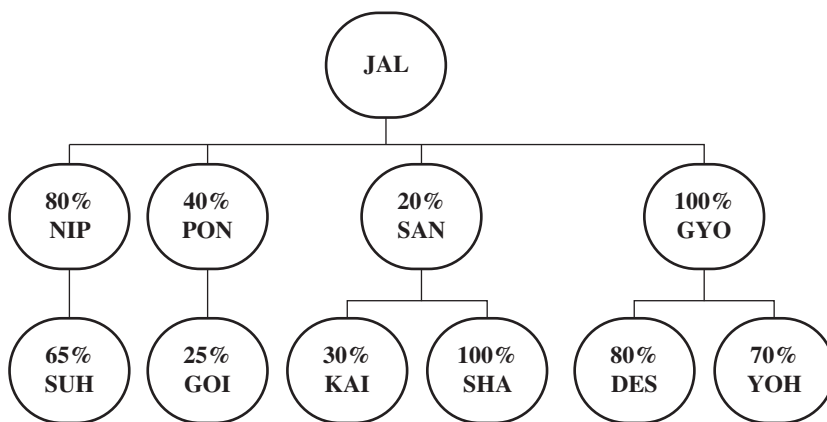 JAL
80%
NIP
40%
PON
20%
SAN
100%
GYO
65%
SUH
25%
GOI
30%
KAI
100%
SHA
80%
DES
70%
YOH